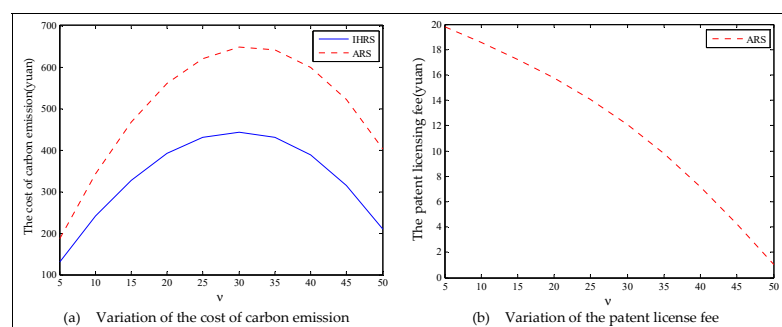 The cost of carbon emission(yuan)
700
600
500
400
300
200
100
IHRS
ARS
5 10 15 20 25 30 35 40 45 50
ν
(a) Variation of the cost of carbon emission
The patent licensing fee(yuan)
20
18
16
14
12
10
8
6
4
2
0
ARS
5 10 15 20 25 30 35 40 45 50
ν
(b) Variation of the patent license fee